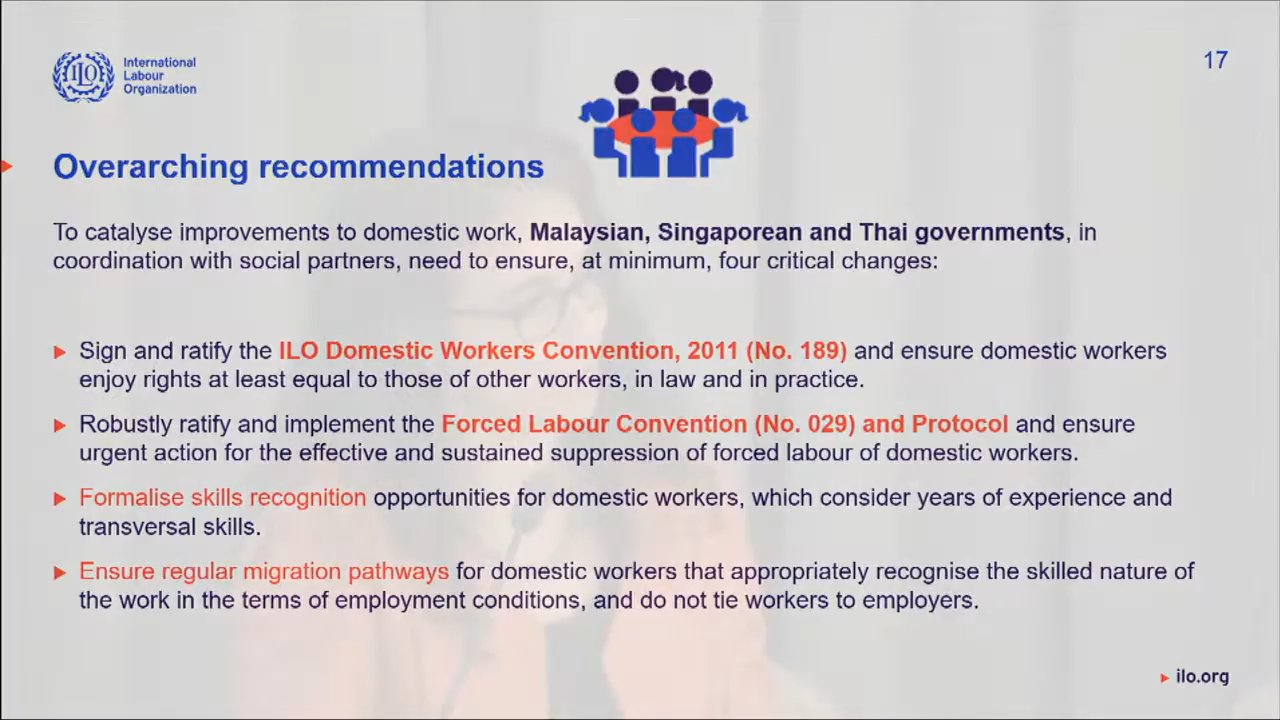 International
Labour
Organization
17
Overarching recommendations
To catalyse improvements to domestic work, Malaysian, Singaporean and Thai governments, in
coordination with social partners, need to ensure, at minimum, four critical changes:
Sign and ratify the ILO Domestic Workers Convention, 2011 (No. 189) and ensure domestic workers
enjoy rights at least equal to those of other workers, in law and in practice.
Robustly ratify and implement the Forced Labour Convention (No. 029) and Protocol and ensure
urgent action for the effective and sustained suppression of forced labour of domestic workers.
Formalise skills recognition opportunities for domestic workers, which consider years of experience and
transversal skills.
Ensure regular migration pathways for domestic workers that appropriately recognise the skilled nature of
the work in the terms of employment conditions, and do not tie workers to employers.
ilo.org